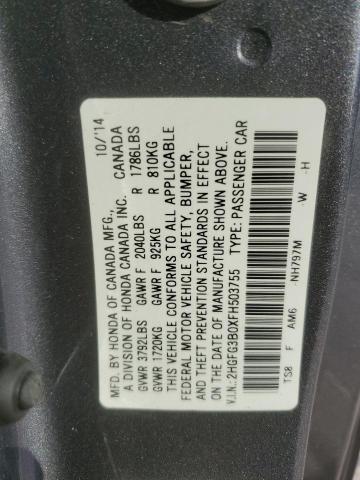 MFD. BY HONDA OF CANADA MFG., 10/14
A DIVISION OF HONDA CANADA INC. CANADA
GVWR 3792LBS GAWR F 2040LBS R 1786LBS
GVWR 1720KG GAWR F 925KG R 810KG
THIS VEHICLE CONFORMS TO ALL APPLICABLE
FEDERAL MOTOR VEHICLE SAFETY, BUMPER,
AND THEFT PREVENTION STANDARDS IN EFFECT
ON THE DATE OF MANUFACTURE SHOWN ABOVE.
V.I.N.: 2HGFG3B0XFH503755 TYPE: PASSENGER CAR
TS8 F AM6 NH797M W H